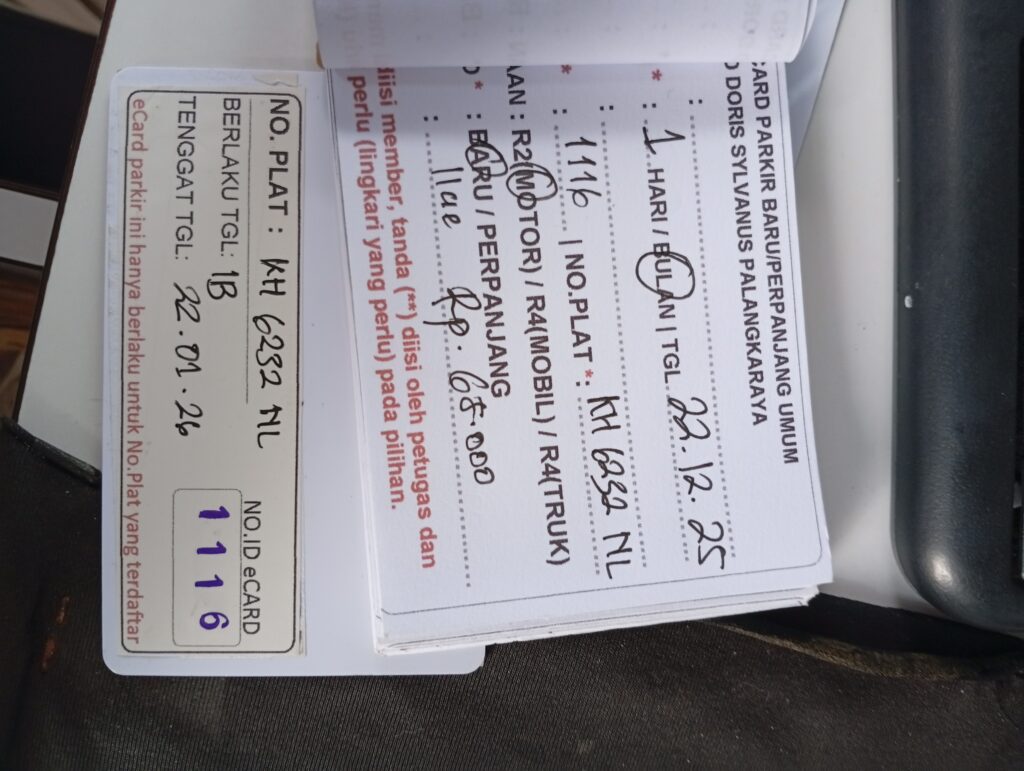 CARD PARKIR BARU/PERPANJANG UMUM
DORIS SYLVANUS PALANGKARAYA
:
* : 1 HARI / BULAN | TGL. 22.12.25
:
* : 1116 | NO.PLAT*: KH 6232 NL
AAN : R2(MOTOR) / R4(MOBIL) / R4(TRUK)
* : BARU / PERPANJANG
: Rp. 65.000
diisi member, tanda (**) diisi oleh petugas dan
perlu (lingkari yang perlu) pada pilihan.
NO. PLAT : KH 6232 NL
BERLAKU TGL: 1B
TENGGAT TGL: 22.01.26
NO.ID eCARD
1116
eCard parkir ini hanya berlaku untuk No.Plat yang terdaftar